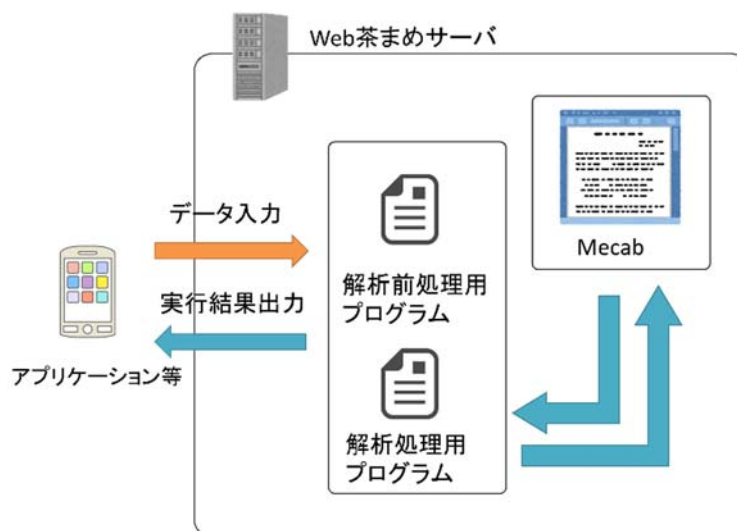 Web茶まめサーバ
データ入力
Mecab
解析前処理用
プログラム
実行結果出力
アプリケーション等
解析処理用
プログラム